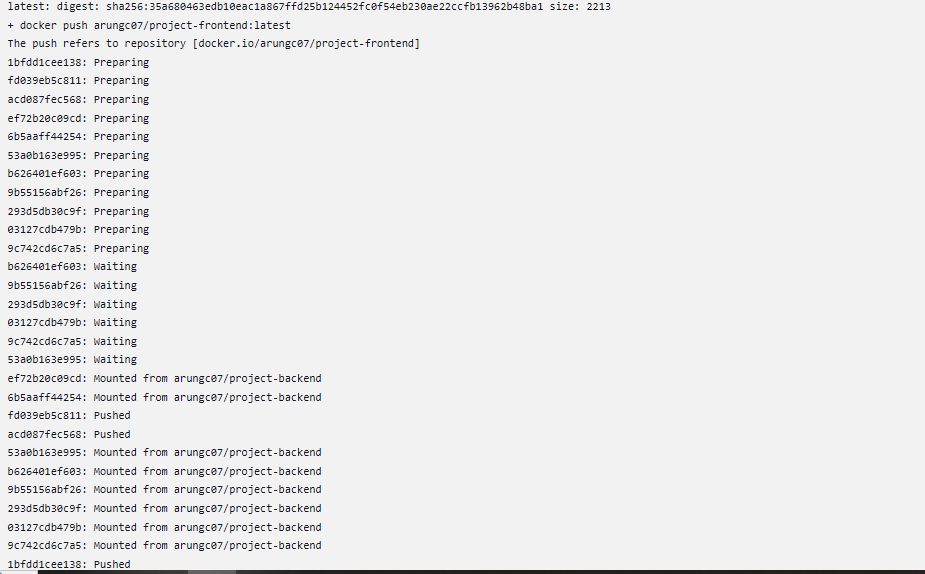 latest: digest: sha256:35a680463edb10eac1a867ffd25b124452fc0f54eb230ae22ccfb13962b48ba1 size: 2213
+ docker push arungc07/project-frontend:latest
The push refers to repository [docker.io/arungc07/project-frontend]
1bfdd1cee138: Preparing
fd039eb5c811: Preparing
acd087fec568: Preparing
ef72b20c09cd: Preparing
6b5aaff44254: Preparing
53a0b163e995: Preparing
b626401ef603: Preparing
9b55156abf26: Preparing
293d5db30c9f: Preparing
03127cdb479b: Preparing
9c742cd6c7a5: Preparing
b626401ef603: Waiting
9b55156abf26: Waiting
293d5db30c9f: Waiting
03127cdb479b: Waiting
9c742cd6c7a5: Waiting
53a0b163e995: Waiting
ef72b20c09cd: Mounted from arungc07/project-backend
6b5aaff44254: Mounted from arungc07/project-backend
fd039eb5c811: Pushed
acd087fec568: Pushed
53a0b163e995: Mounted from arungc07/project-backend
b626401ef603: Mounted from arungc07/project-backend
9b55156abf26: Mounted from arungc07/project-backend
293d5db30c9f: Mounted from arungc07/project-backend
03127cdb479b: Mounted from arungc07/project-backend
9c742cd6c7a5: Mounted from arungc07/project-backend
1bfdd1cee138: Pushed